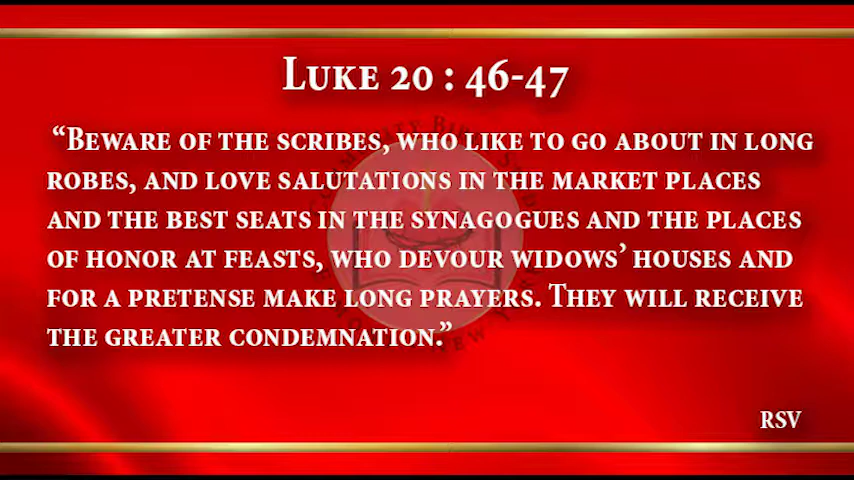 Luke 20 : 46-47
“Beware of the scribes, who like to go about in long
robes, and love salutations in the market places
and the best seats in the synagogues and the places
of honor at feasts, who devour widows’ houses and
for a pretense make long prayers. They will receive
the greater condemnation.”
RSV